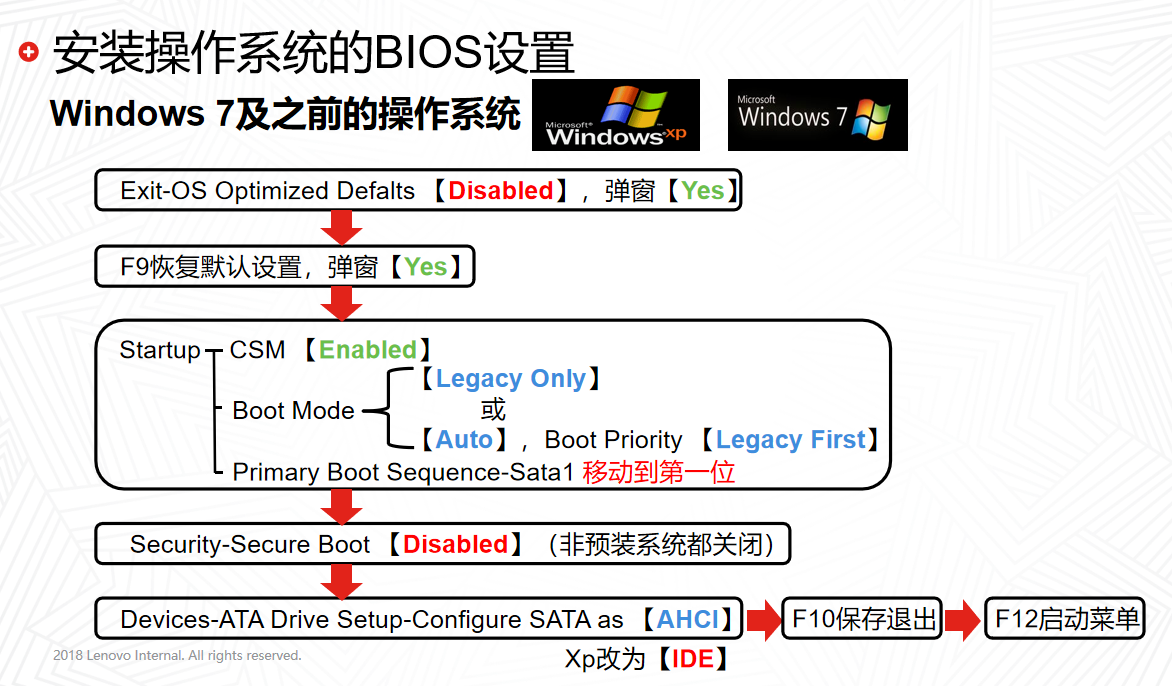 安装操作系统的BIOS设置
Windows 7及之前的操作系统
Microsoft®
Windows xp
Microsoft
Windows 7
Exit-OS Optimized Defalts 【Disabled】，弹窗【Yes】
F9恢复默认设置，弹窗【Yes】
Startup CSM 【Enabled】
【Legacy Only】
Boot Mode 或
【Auto】，Boot Priority 【Legacy First】
Primary Boot Sequence-Sata1 移动到第一位
Security-Secure Boot 【Disabled】（非预装系统都关闭）
Devices-ATA Drive Setup-Configure SATA as 【AHCI】 F10保存退出 F12启动菜单
Xp改为【IDE】
2018 Lenovo Internal. All rights reserved.